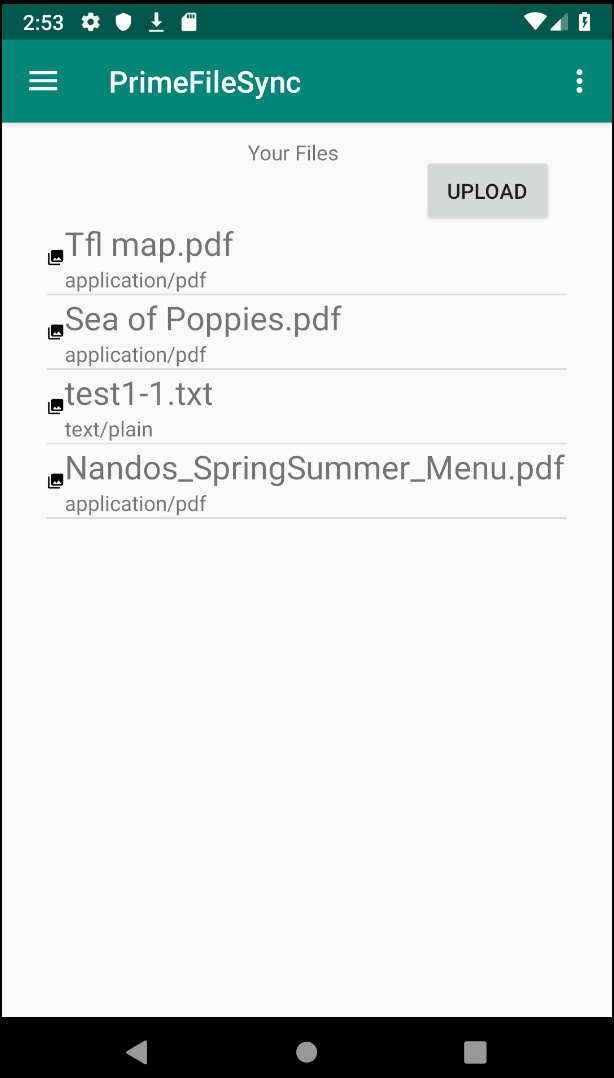 2:53
PrimeFileSync
Your Files
UPLOAD
Tfl map.pdf
application/pdf
Sea of Poppies.pdf
application/pdf
test1-1.txt
text/plain
Nandos_SpringSummer_Menu.pdf
application/pdf